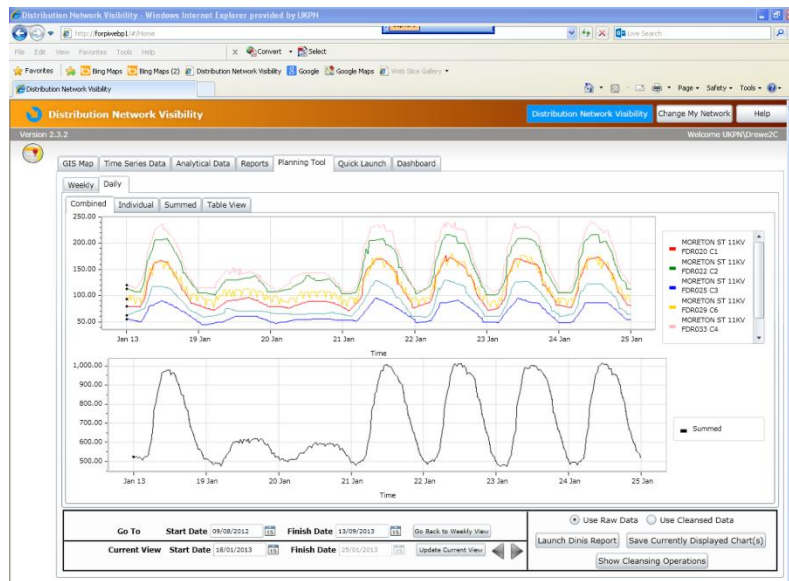 Distribution Network Visibility - Windows Internet Explorer provided by UKPN
http://forpiwebp1/#/Home
Live Search
File Edit View Favorites Tools Help
X Convert Select
Favorites Bing Maps Bing Maps (2) Distribution Network Visibility Google Google Maps Web Slice Gallery
Distribution Network Visibility
Page Safety Tools
Distribution Network Visibility
Distribution Network Visibility Change My Network Help
Version 2.3.2
Welcome UKPN\Drewe2C
GIS Map Time Series Data Analytical Data Reports Planning Tool Quick Launch Dashboard
Weekly Daily
Combined Individual Summed Table View
250.00
200.00
150.00
100.00
50.00
Jan 13 19 Jan 20 Jan 21 Jan 22 Jan 23 Jan 24 Jan 25 Jan
Time
MORETON ST 11KV
FDR020 C1
MORETON ST 11KV
FDR022 C2
MORETON ST 11KV
FDR025 C3
MORETON ST 11KV
FDR029 C6
MORETON ST 11KV
FDR033 C4
1,000.00
900.00
800.00
700.00
600.00
500.00
Jan 13 19 Jan 20 Jan 21 Jan 22 Jan 23 Jan 24 Jan 25 Jan
Time
Summed
Go To Start Date 09/08/2012 15 Finish Date 13/09/2013 15 Go Back to Weekly View
Current View Start Date 18/01/2013 15 Finish Date 25/01/2013 15 Update Current View
Use Raw Data Use Cleansed Data
Launch Dinis Report Save Currently Displayed Chart(s)
Show Cleansing Operations